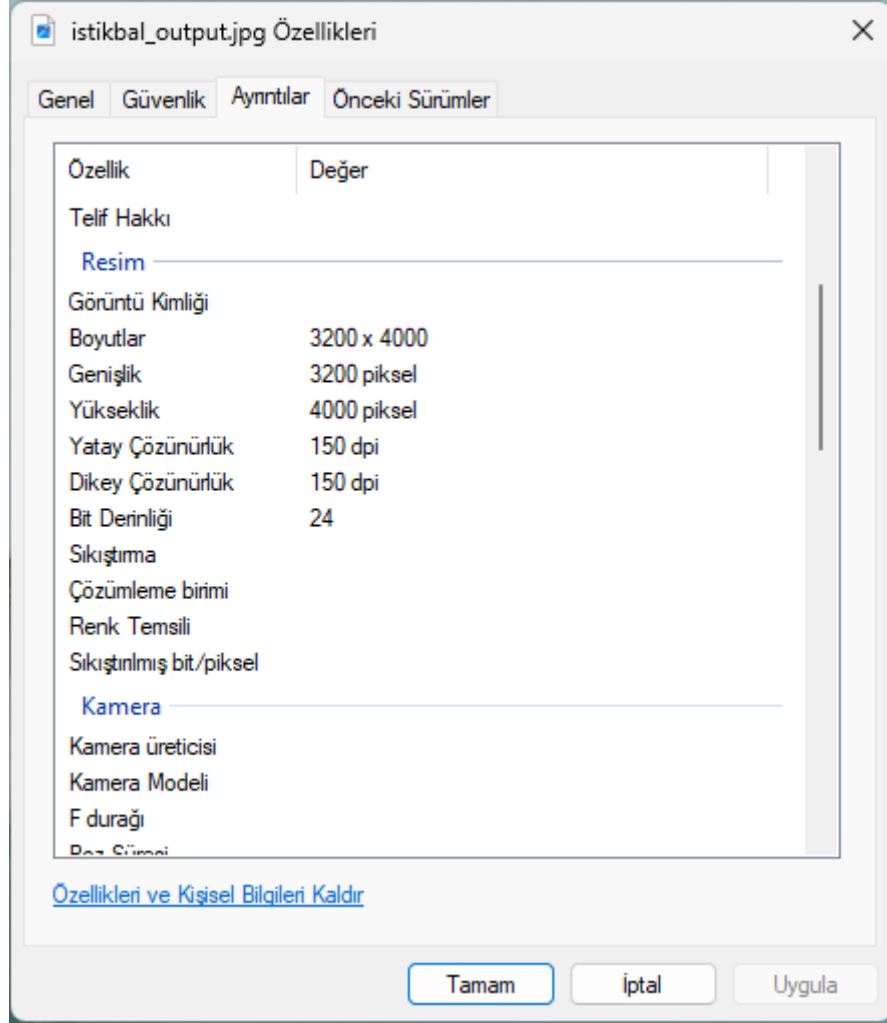 istikbal_output.jpg Özellikleri
Genel Güvenlik Ayrıntılar Önceki Sürümler
Özellik Değer
Telif Hakkı
Resim
Görüntü Kimliği
Boyutlar 3200 x 4000
Genişlik 3200 piksel
Yükseklik 4000 piksel
Yatay Çözünürlük 150 dpi
Dikey Çözünürlük 150 dpi
Bit Derinliği 24
Sıkıştırma
Çözümleme birimi
Renk Temsili
Sıkıştırılmış bit/piksel
Kamera
Kamera üreticisi
Kamera Modeli
F durağı
Poz Süresi
Özellikleri ve Kişisel Bilgileri Kaldır
Tamam İptal Uygula